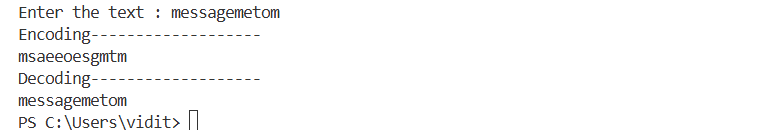 Enter the text : messagemetom
Encoding-------------------
msaeeoesgmtm
Decoding-------------------
messagemetom
PS C:\Users\vidit>